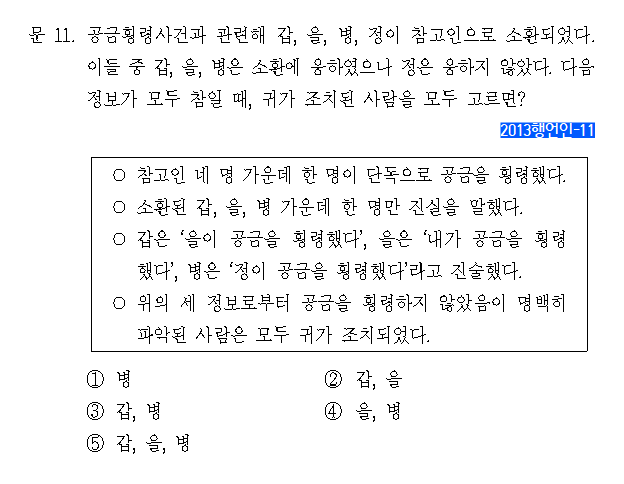 문 11. 공금횡령사건과 관련해 갑, 을, 병, 정이 참고인으로 소환되었다.
이들 중 갑, 을, 병은 소환에 응하였으나 정은 응하지 않았다. 다음
정보가 모두 참일 때, 귀가 조치된 사람을 모두 고르면?
2013행언인-11
○ 참고인 네 명 가운데 한 명이 단독으로 공금을 횡령했다.
○ 소환된 갑, 을, 병 가운데 한 명만 진실을 말했다.
○ 갑은 ‘을이 공금을 횡령했다’, 을은 ‘내가 공금을 횡령
했다’, 병은 ‘정이 공금을 횡령했다’라고 진술했다.
○ 위의 세 정보로부터 공금을 횡령하지 않았음이 명백히
파악된 사람은 모두 귀가 조치되었다.
① 병 ② 갑, 을
③ 갑, 병 ④ 을, 병
⑤ 갑, 을, 병